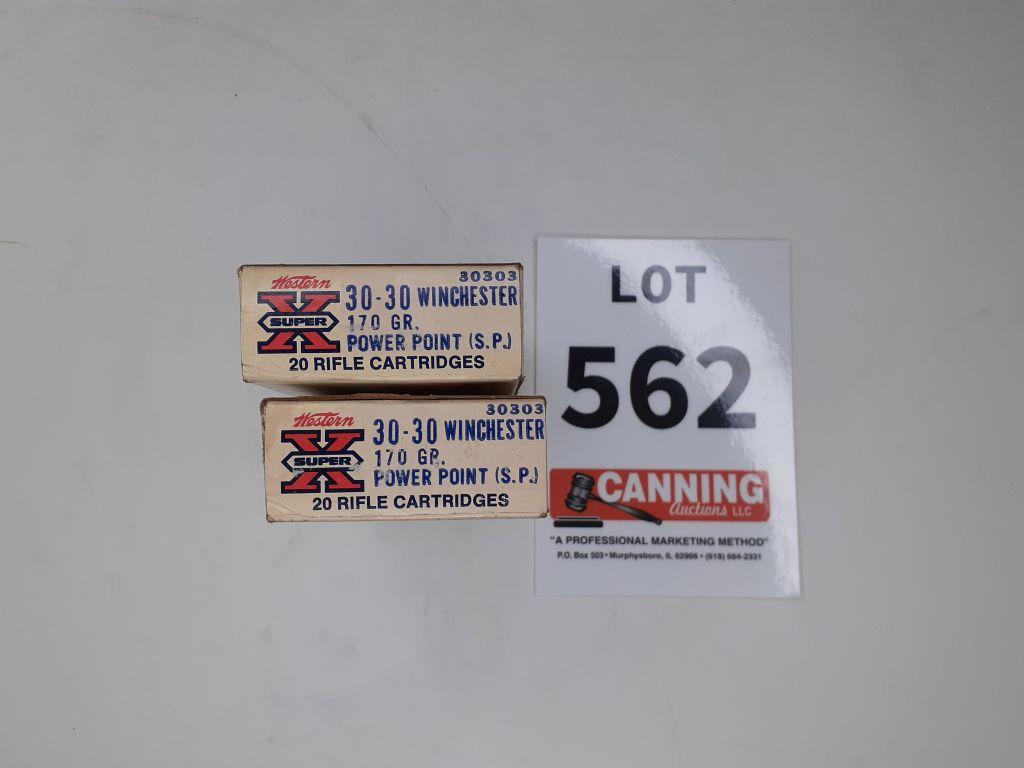 Western
30303
X
SUPER
30-30 WINCHESTER
170 GR.
POWER POINT (S.P.)
20 RIFLE CARTRIDGES
Western
30303
X
SUPER
30-30 WINCHESTER
170 GR.
POWER POINT (S.P.)
20 RIFLE CARTRIDGES
LOT
562
CANNING
Auctions LLC
"A PROFESSIONAL MARKETING METHOD"
P.O. Box 503 • Murphysboro, IL 62966 • (618) 684-2331